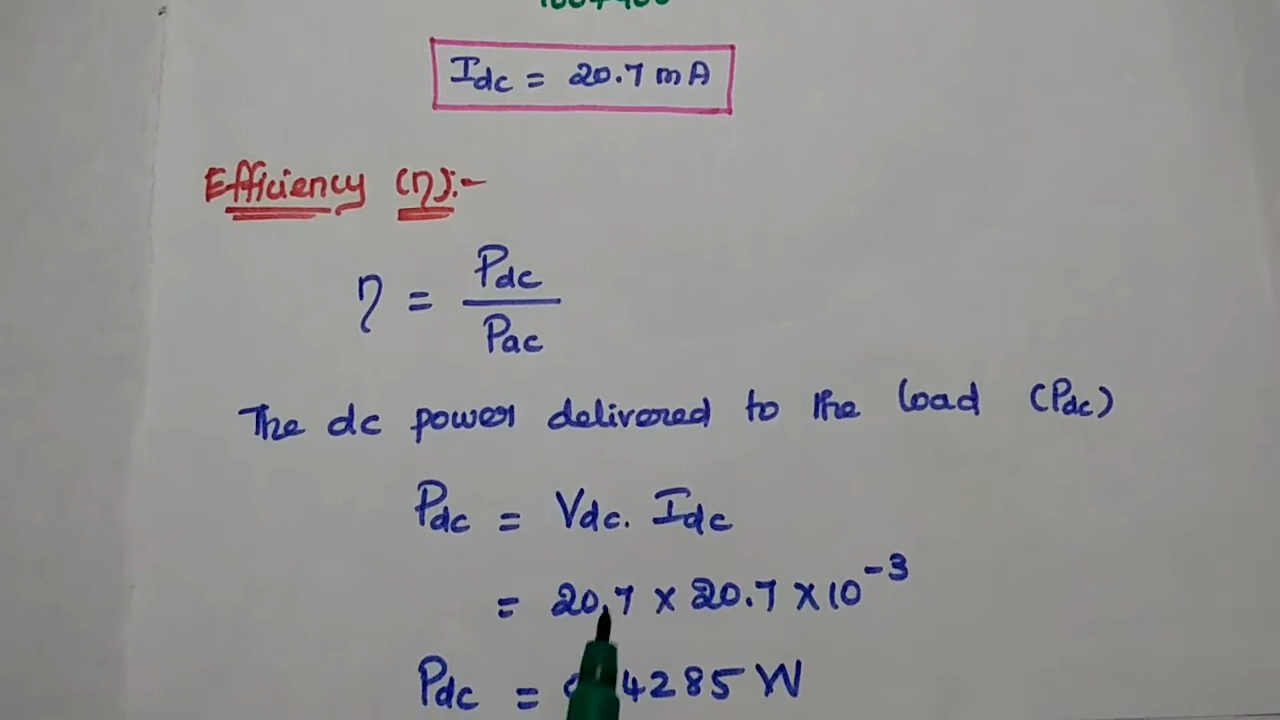 Idc = 20.7 mA
Efficiency (η):-
η = Pdc / Pac
The dc power delivered to the load (Pdc)
Pdc = Vdc. Idc
= 20.7 × 20.7 × 10⁻³
Pdc = 4285 W